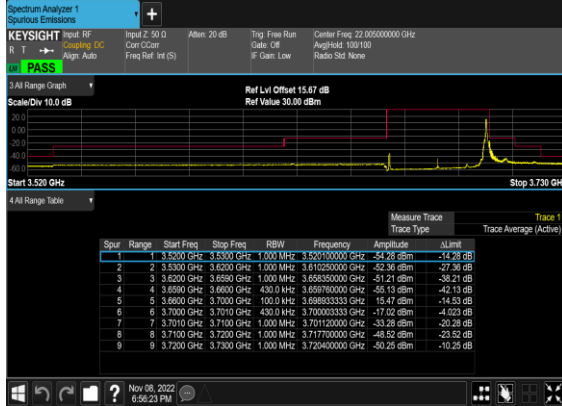 Spectrum Analyzer 1
Spurious Emissions
+
KEYSIGHT Input: RF Input Z: 50 Ω Atten: 20 dB Trig: Free Run Center Freq: 22.005000000 GHz
R T Coupling: DC Corr CCorr Gate: Off Avg|Hold: 100/100
Align: Auto Freq Ref: Int (S) IF Gain: Low Radio Std: None
PASS
3 All Range Graph
Ref Lvl Offset 15.67 dB
Scale/Div 10.0 dB Ref Value 30.00 dBm
20.0
0.00
-20.0
-40.0
-60.0
Start 3.520 GHz Stop 3.730 GH
4 All Range Table
Measure Trace Trace 1
Trace Type Trace Average (Active)
Spur Range Start Freq Stop Freq RBW Frequency Amplitude ΔLimit
1 1 3.5200 GHz 3.5300 GHz 1.000 MHz 3.520100000 GHz -54.28 dBm -14.28 dB
2 2 3.5300 GHz 3.6200 GHz 1.000 MHz 3.610250000 GHz -52.36 dBm -27.36 dB
3 3 3.6200 GHz 3.6590 GHz 1.000 MHz 3.658350000 GHz -51.21 dBm -38.21 dB
4 4 3.6590 GHz 3.6600 GHz 430.0 kHz 3.659760000 GHz -55.13 dBm -42.13 dB
5 5 3.6600 GHz 3.7000 GHz 100.0 kHz 3.698933333 GHz 15.47 dBm -14.53 dB
6 6 3.7000 GHz 3.7010 GHz 430.0 kHz 3.700003333 GHz -17.02 dBm -4.023 dB
7 7 3.7010 GHz 3.7100 GHz 1.000 MHz 3.701120000 GHz -33.28 dBm -20.28 dB
8 8 3.7100 GHz 3.7200 GHz 1.000 MHz 3.717700000 GHz -48.52 dBm -23.52 dB
9 9 3.7200 GHz 3.7300 GHz 1.000 MHz 3.720400000 GHz -50.25 dBm -10.25 dB
? Nov 08, 2022
6:56:23 PM